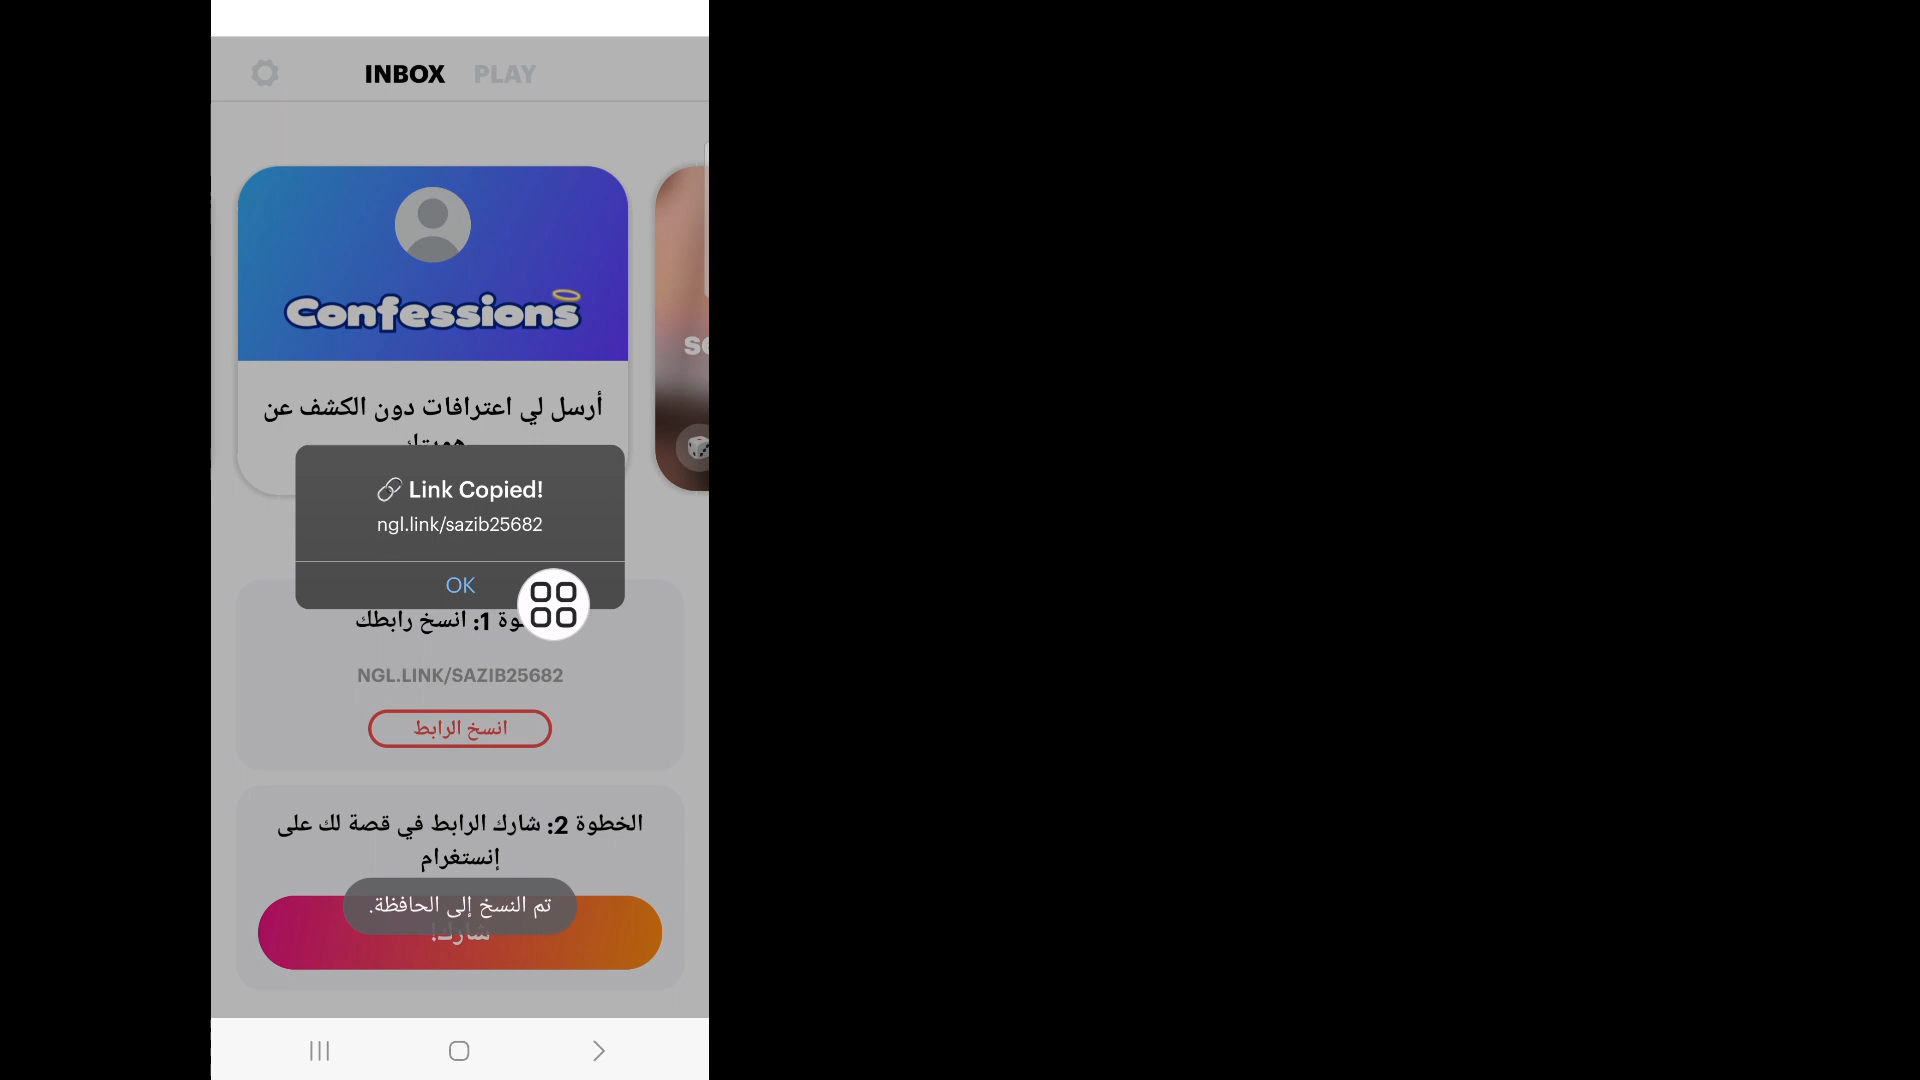 INBOX PLAY
Confessions
أرسل لي اعترافات دون الكشف عن
🔗 Link Copied!
ngl.link/sazib25682
OK
1: انسخ رابطك
NGL.LINK/SAZIB25682
انسخ الرابط
الخطوة 2: شارك الرابط في قصة لك على
إنستغرام
تم النسخ إلى الحافظة.
شارك!